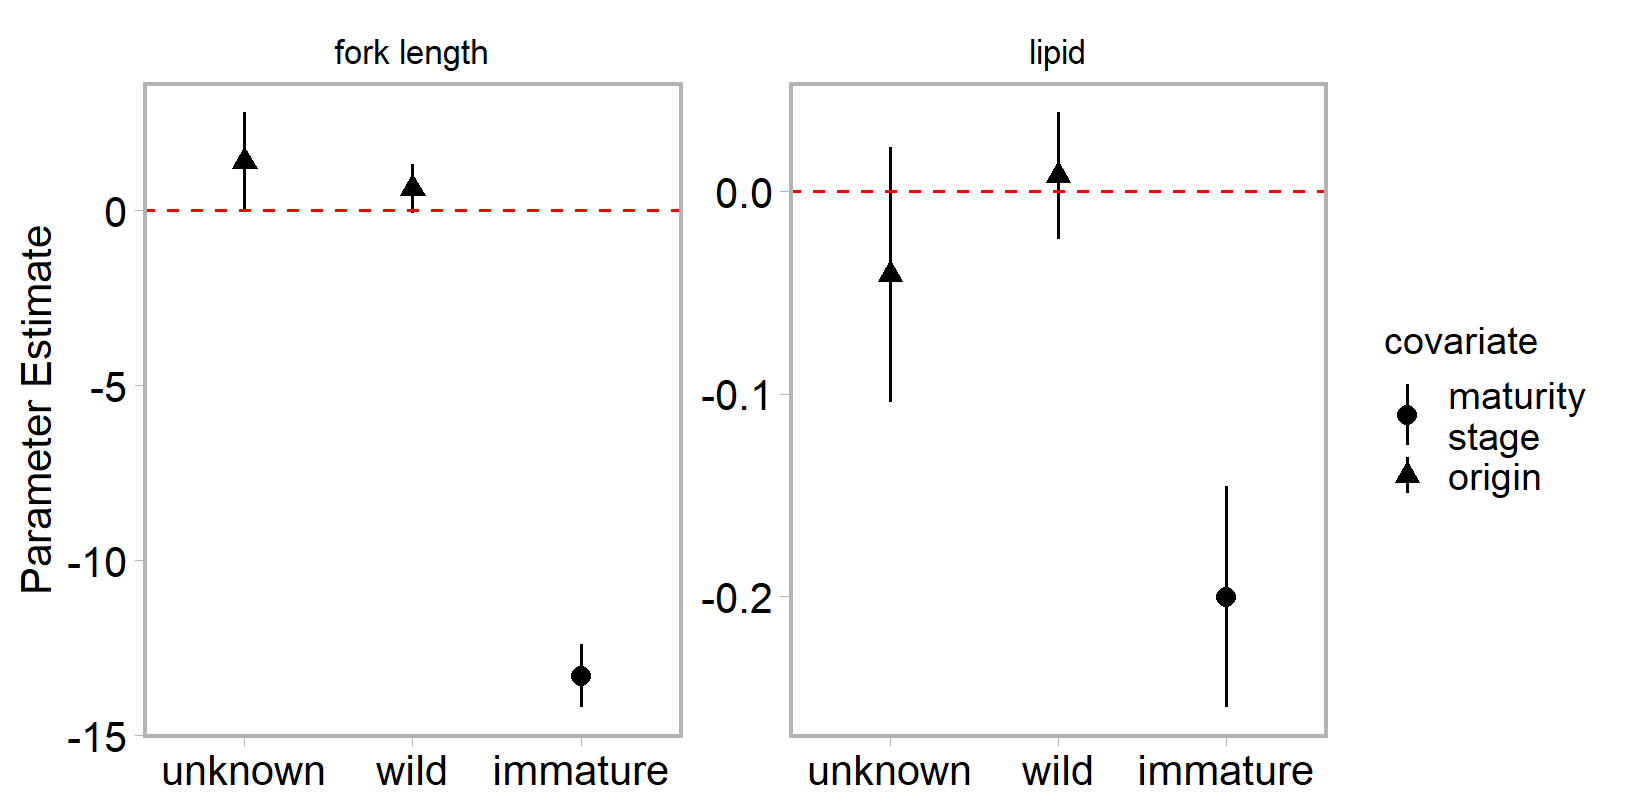 fork length
lipid
Parameter Estimate
0
-5
-10
-15
0.0
-0.1
-0.2
unknown
wild
immature
unknown
wild
immature
covariate
maturity
stage
origin